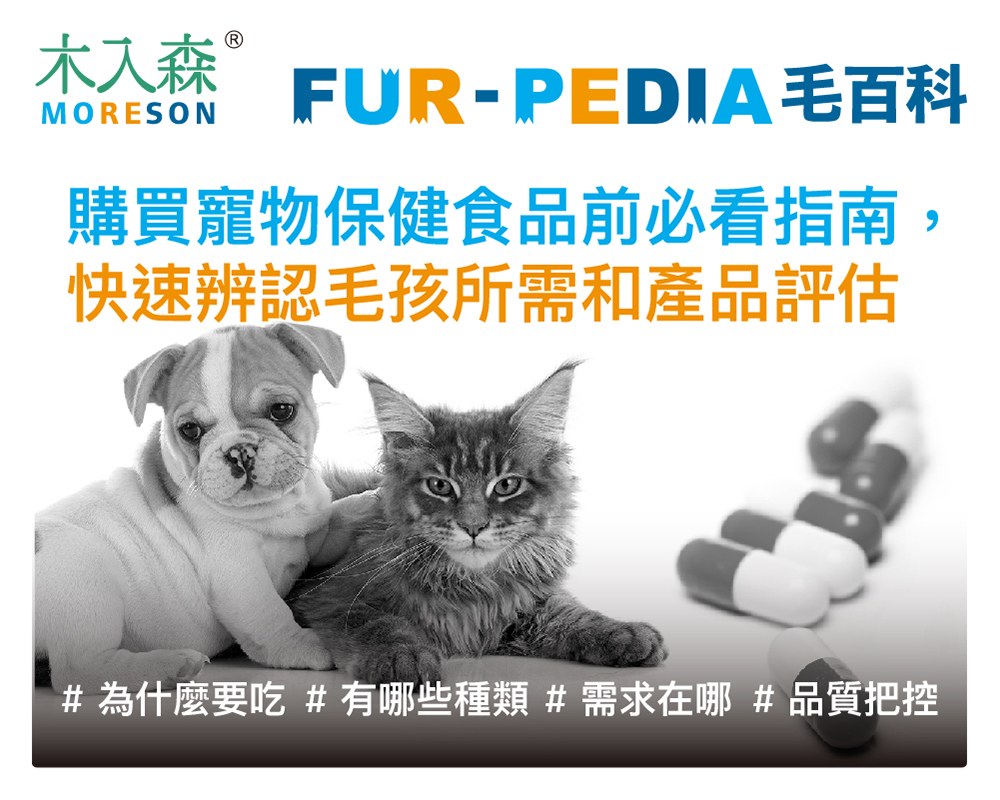 木入森®
MORESON
FUR-PEDIA毛百科
購買寵物保健食品前必看指南，
快速辨認毛孩所需和產品評估
# 為什麼要吃 # 有哪些種類 # 需求在哪 # 品質把控